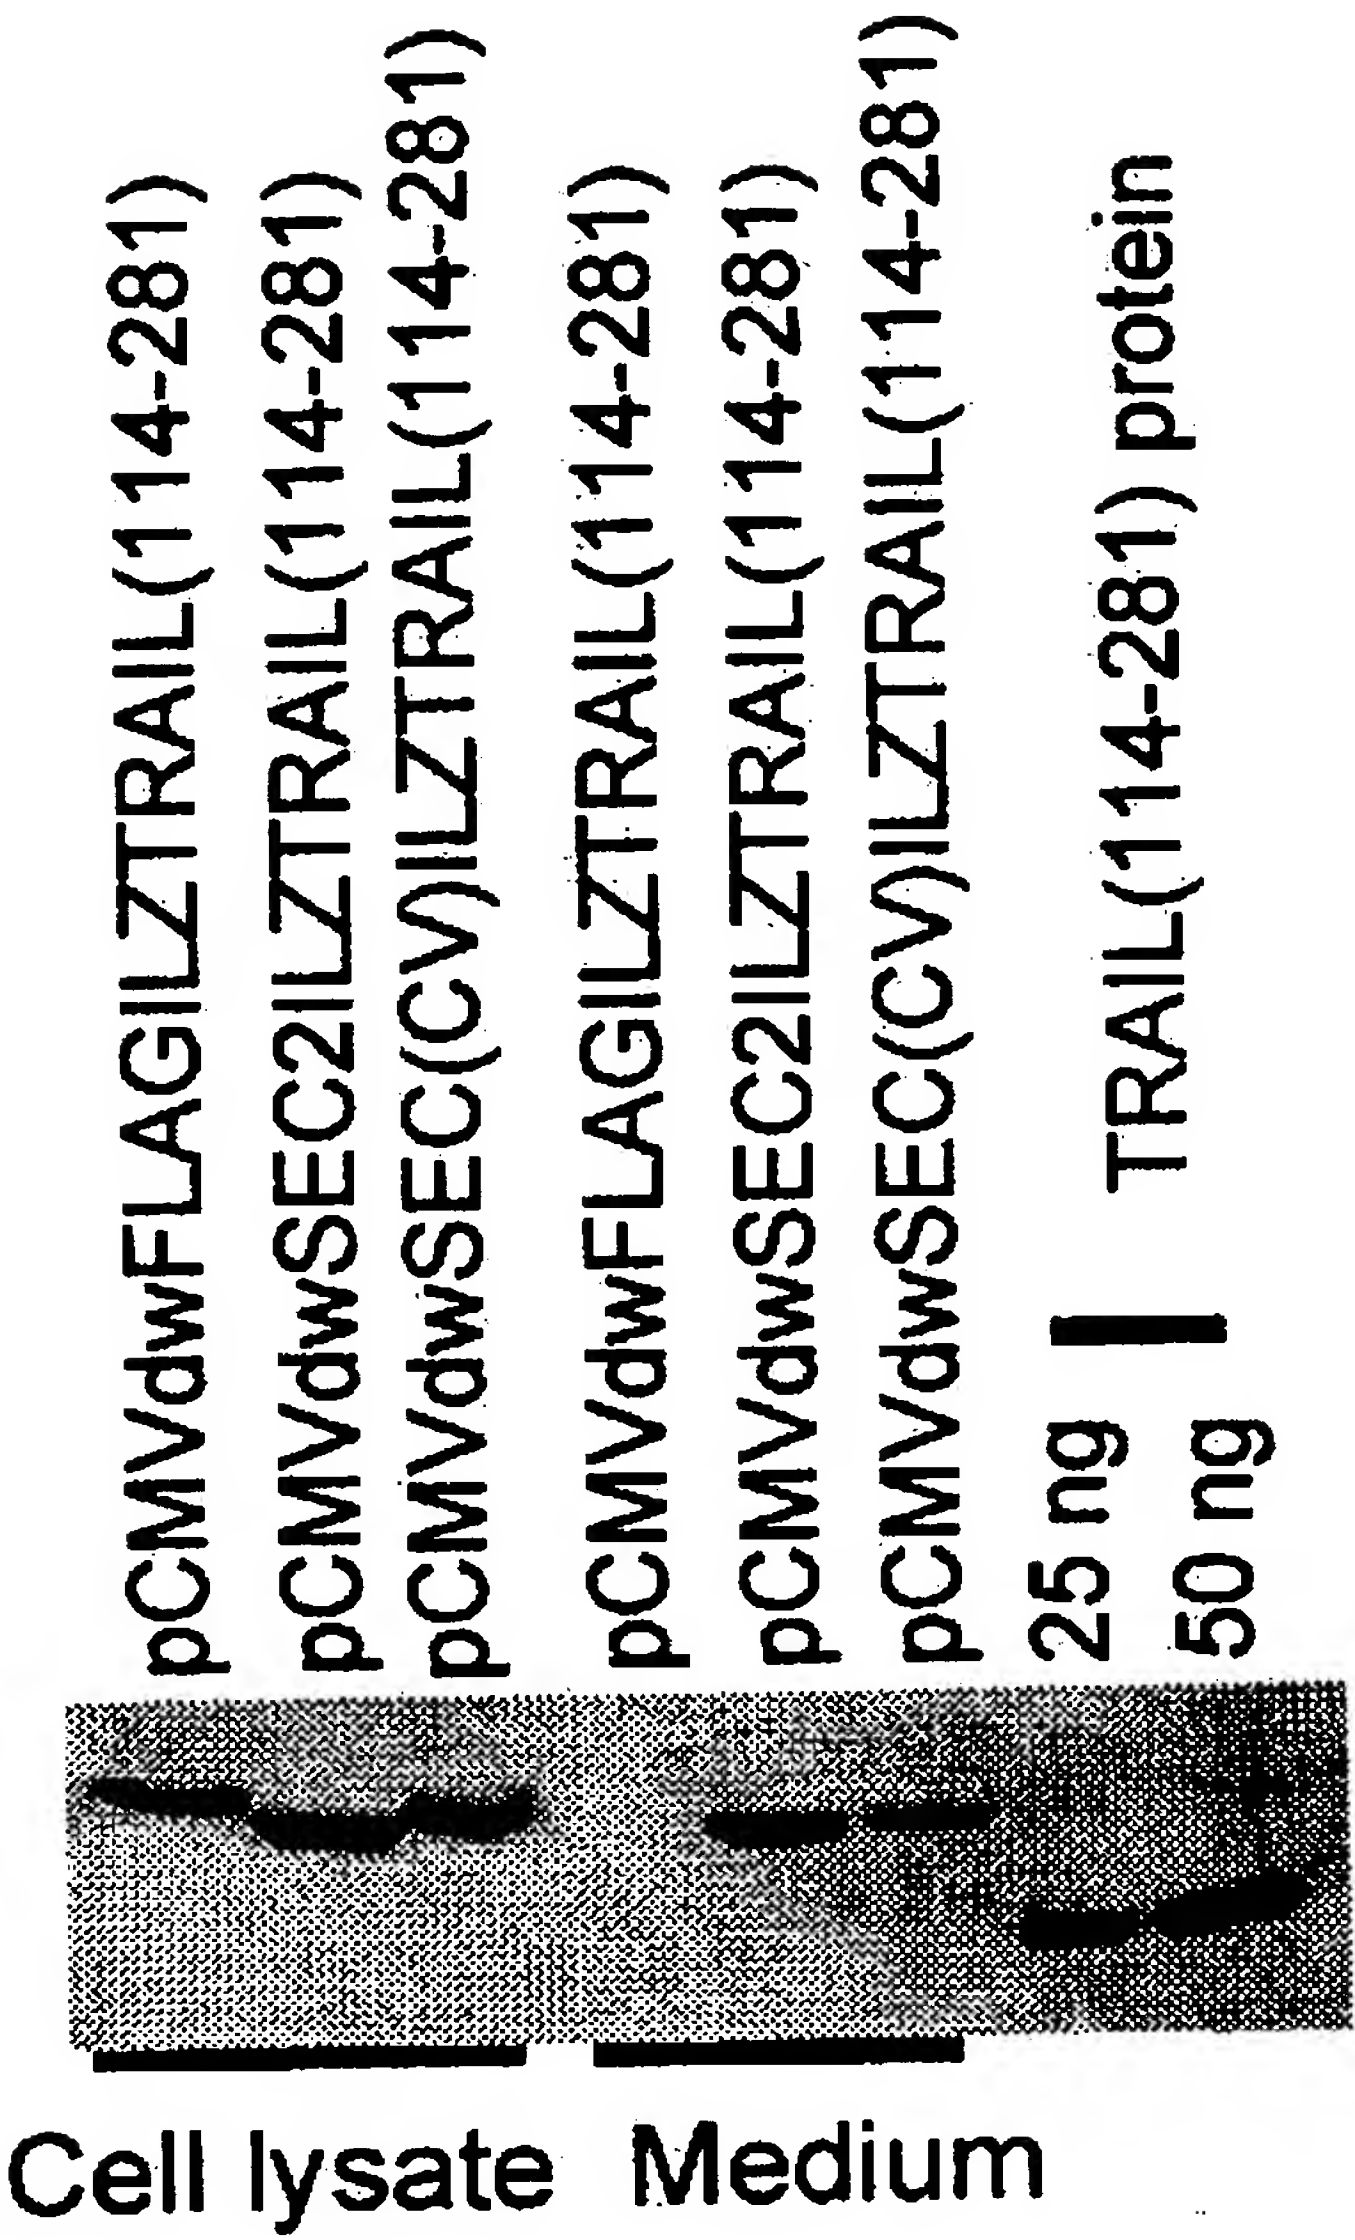 pCMVdwFLAGILZTRAIL(114-281)
pCMVdwSEC2ILZTRAIL(114-281)
pCMVdwSEC(CV)ILZTRAIL(114-281)
pCMVdwFLAGILZTRAIL(114-281)
pCMVdwSEC2ILZTRAIL(114-281)
pCMVdwSEC(CV)ILZTRAIL(114-281)
25 ng
50 ng
TRAIL(114-281) protein
Cell lysate
Medium